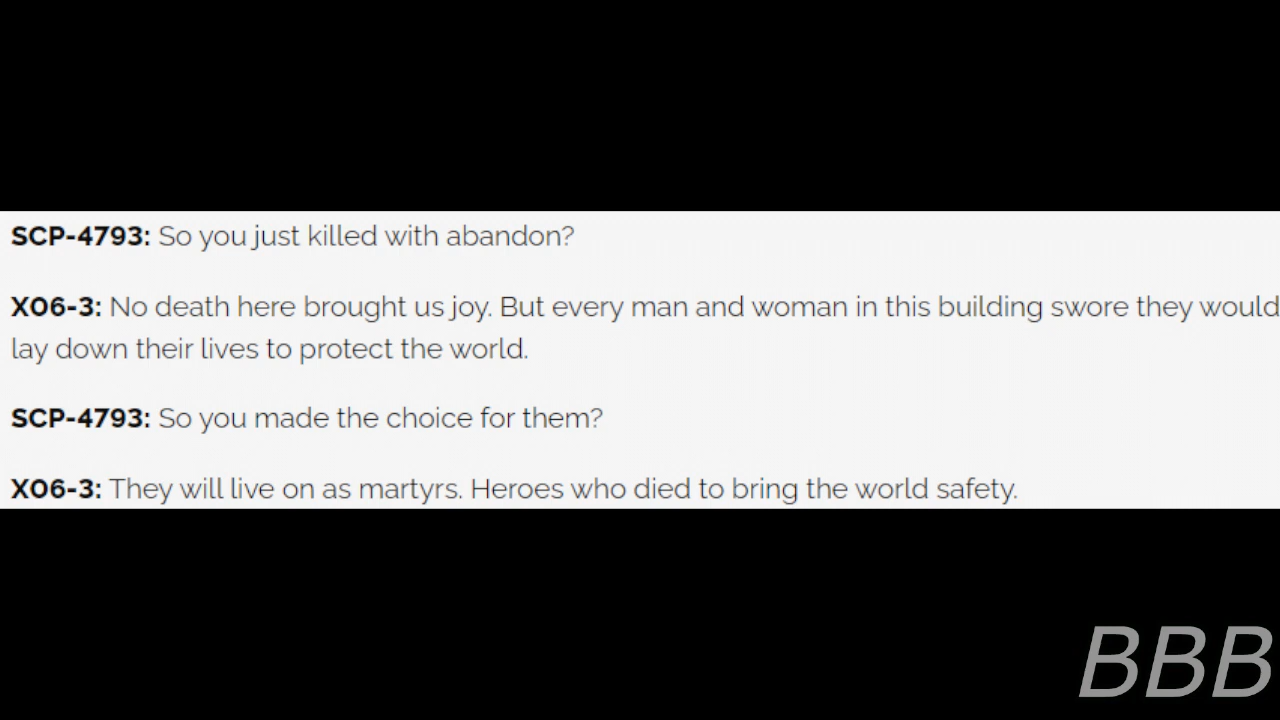 SCP-4793: So you just killed with abandon?
X06-3: No death here brought us joy. But every man and woman in this building swore they would
lay down their lives to protect the world.
SCP-4793: So you made the choice for them?
X06-3: They will live on as martyrs. Heroes who died to bring the world safety.
BBB